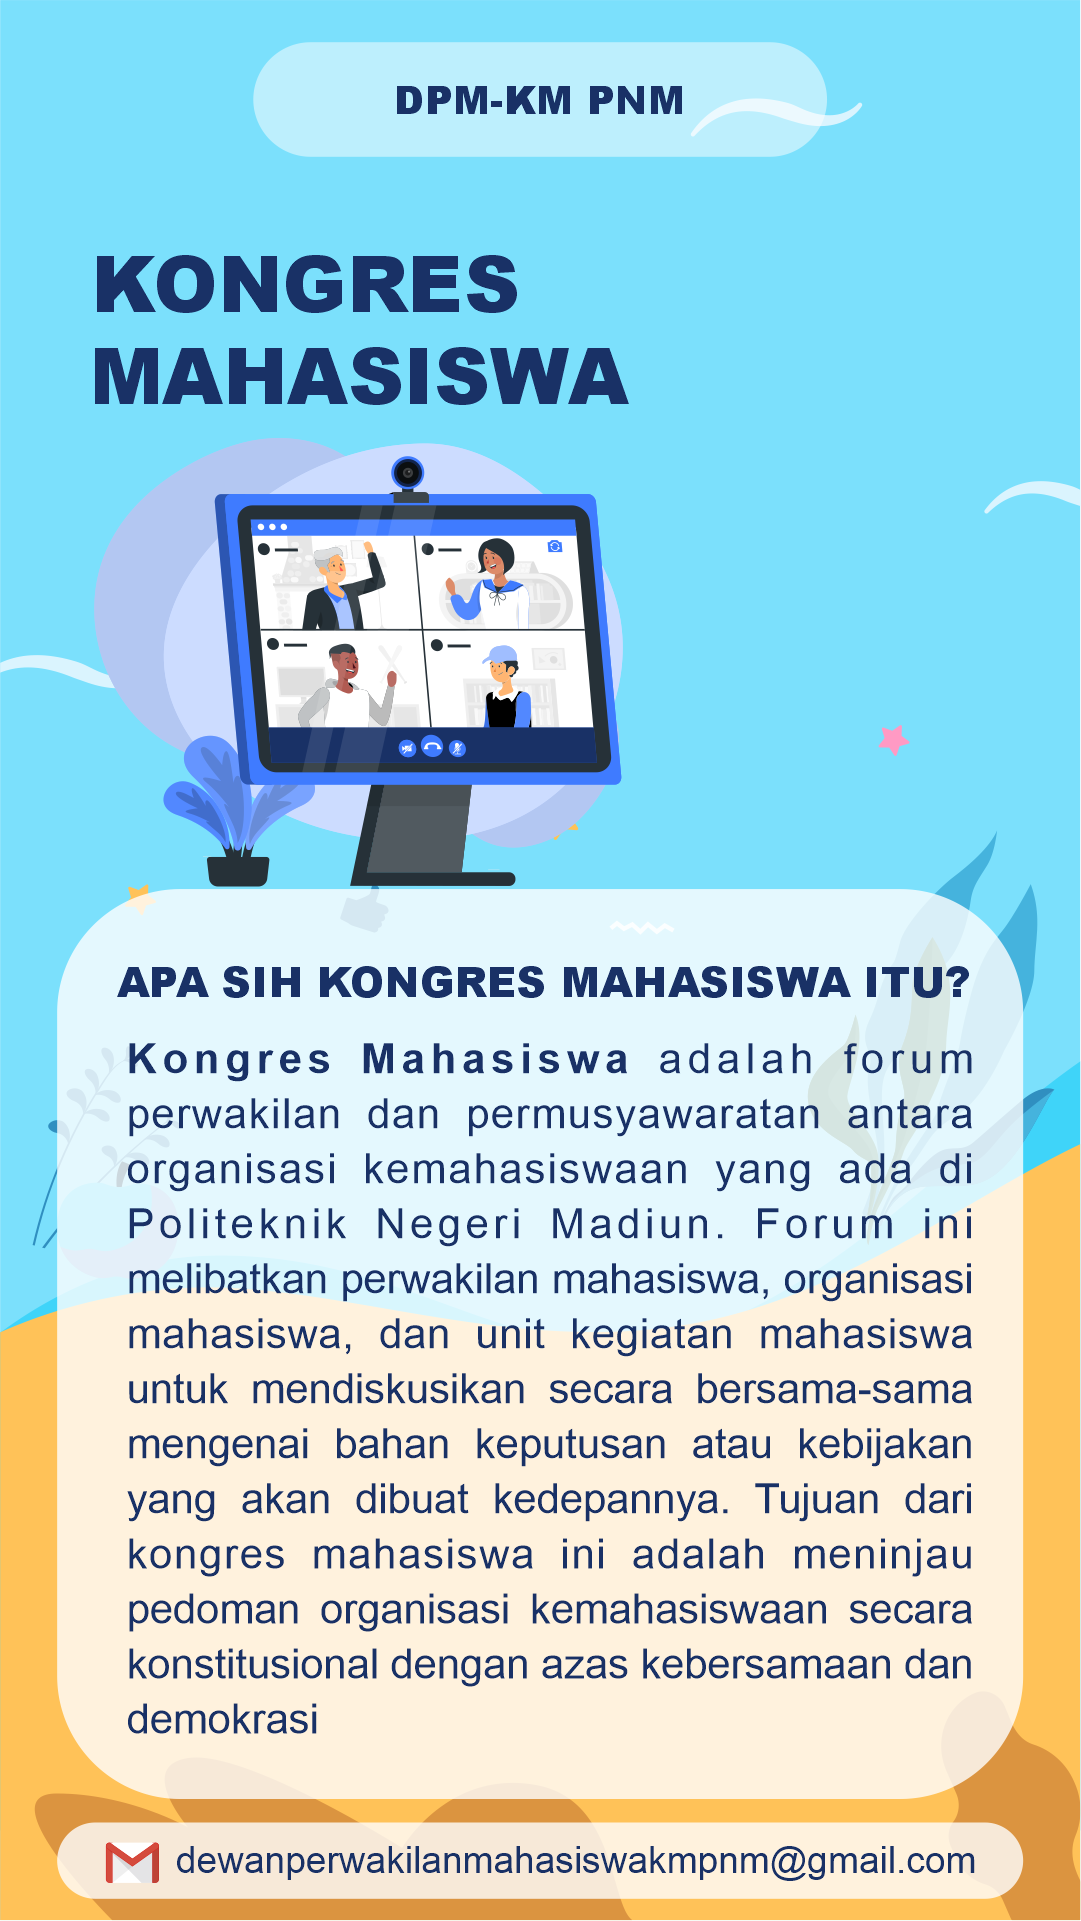 DPM-KM PNM
KONGRES
MAHASISWA
APA SIH KONGRES MAHASISWA ITU?
Kongres Mahasiswa adalah forum
perwakilan dan permusyawaratan antara
organisasi kemahasiswaan yang ada di
Politeknik Negeri Madiun. Forum ini
melibatkan perwakilan mahasiswa, organisasi
mahasiswa, dan unit kegiatan mahasiswa
untuk mendiskusikan secara bersama-sama
mengenai bahan keputusan atau kebijakan
yang akan dibuat kedepannya. Tujuan dari
kongres mahasiswa ini adalah meninjau
pedoman organisasi kemahasiswaan secara
konstitusional dengan azas kebersamaan dan
demokrasi
dewanperwakilanmahasiswakmpnm@gmail.com